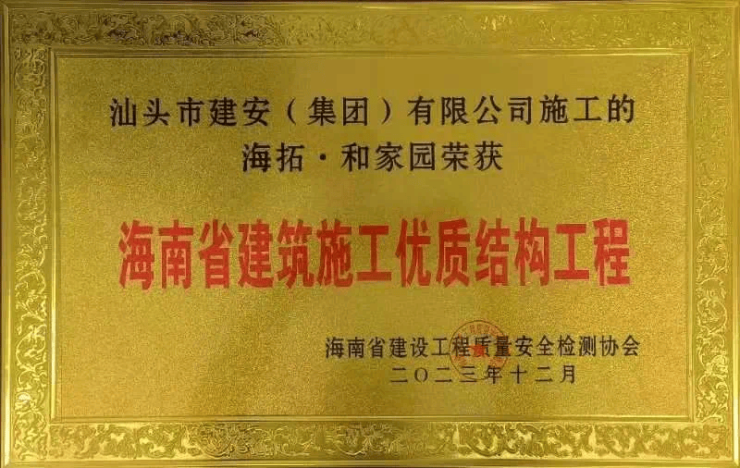 汕头市建安（集团）有限公司施工的
海拓·和家园荣获
海南省建筑施工优质结构工程
海南省建设工程质量安全检测协会
二〇二三年十二月